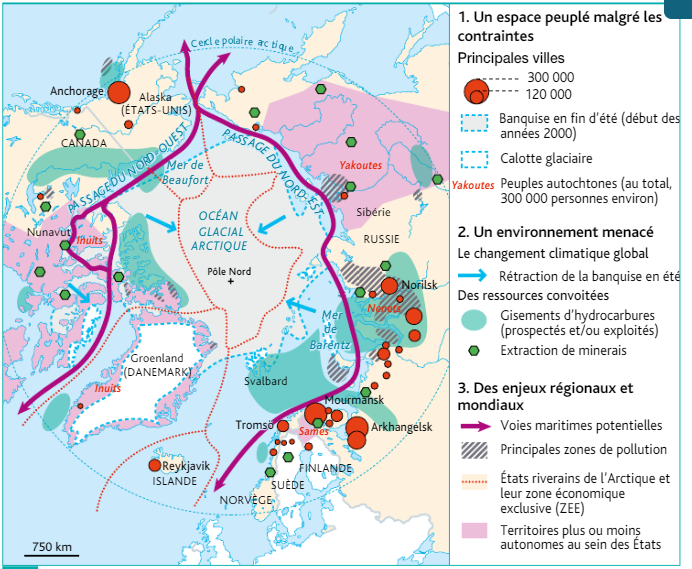 Cercle polaire arctique
Anchorage
Alaska
(ÉTATS-UNIS)
CANADA
PASSAGE DU NORD-OUEST
PASSAGE DU NORD-EST
Mer de
Beaufort
Yakoutes
OCÉAN
GLACIAL
ARCTIQUE
Sibérie
RUSSIE
Nunavut
Inuits
Pôle Nord
+
Norilsk
Nenets
Mer
de
Barentz
Groenland
(DANEMARK)
Inuits
Svalbard
Mourmansk
Tromsö
Sames
Arkhangelsk
Reykjavik
ISLANDE
FINLANDE
SUÈDE
NORVÈGE
750 km
1. Un espace peuplé malgré les
contraintes
Principales villes
300 000
120 000
Banquise en fin d'été (début des
années 2000)
Calotte glaciaire
Yakoutes Peuples autochtones (au total,
300 000 personnes environ)
2. Un environnement menacé
Le changement climatique global
Rétraction de la banquise en été
Des ressources convoitées
Gisements d'hydrocarbures
(prospectés et/ou exploités)
Extraction de minerais
3. Des enjeux régionaux et
mondiaux
Voies maritimes potentielles
Principales zones de pollution
États riverains de l'Arctique et
leur zone économique
exclusive (ZEE)
Territoires plus ou moins
autonomes au sein des États